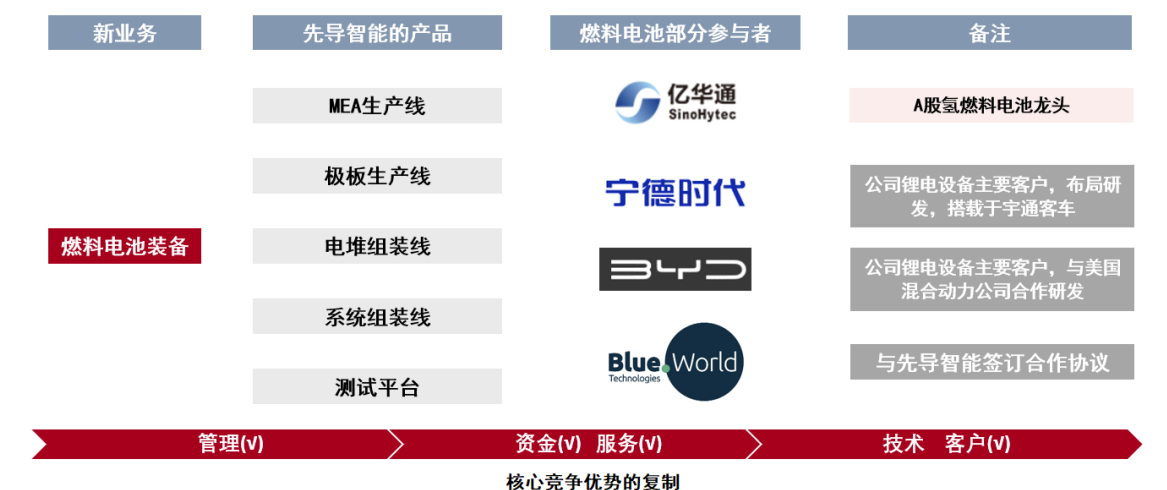 新业务
先导智能的产品
燃料电池部分参与者
备注
MEA生产线
亿华通
SinoHytec
A股氢燃料电池龙头
极板生产线
宁德时代
公司锂电设备主要客户，布局研
发，搭载于宇通客车
燃料电池装备
电堆组装线
BYD
公司锂电设备主要客户，与美国
混合动力公司合作研发
系统组装线
Blue World
Technologies
与先导智能签订合作协议
测试平台
管理(√)
资金(√) 服务(√)
技术 客户(√)
核心竞争优势的复制